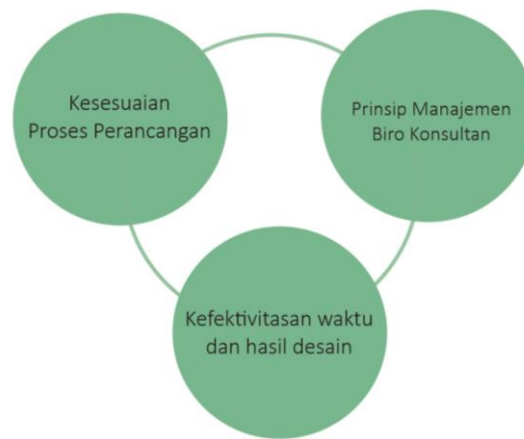 Kesesuaian
Proses Perancangan
Prinsip Manajemen
Biro Konsultan
Kefektivitasan waktu
dan hasil desain